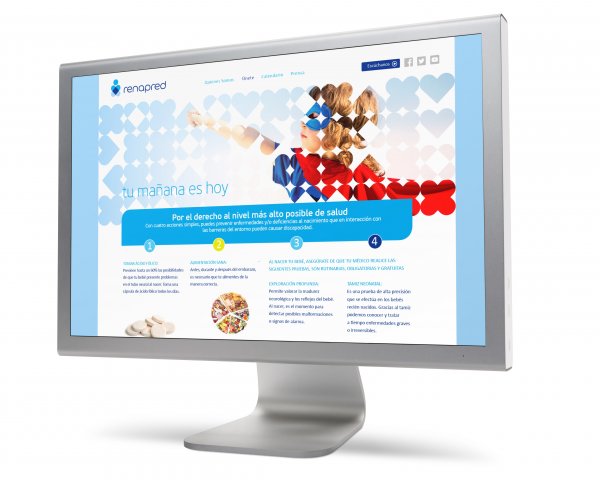 renapred
Quiénes Somos
Únete
Calendario
Prensa
Escúchanos
tu mañana es hoy
Por el derecho al nivel más alto posible de salud
Con cuatro acciones simples, puedes prevenir enfermedades y/o deficiencias al nacimiento que en interacción con
las barreras del entorno pueden causar discapacidad.
1
2
3
4
TOMAR ÁCIDO FÓLICO:
Previenes hasta un 80% las posibilidades
de que tu bebé presente problemas
en el tubo neural al nacer. Toma una
cápsula de ácido fólico todos los días.
ALIMENTACIÓN SANA:
Antes, durante y después del embarazo,
es necesario que te alimentes de la
manera correcta.
AL NACER TU BEBÉ, ASEGÚRATE DE QUE TU MÉDICO REALICE LAS
SIGUIENTES PRUEBAS, SON RUTINARIAS, OBLIGATORIAS Y GRATUITAS
EXPLORACIÓN PROFUNDA:
Permite valorar la madurez
neurológica y los reflejos del bebé.
Al nacer, es el momento para
detectar posibles malformaciones
o signos de alarma.
TAMIZ NEONATAL:
Es una prueba de alta precisión
que se efectúa en los bebés
recién nacidos. Gracias al tamiz
podemos conocer y tratar
a tiempo enfermedades graves
o irreversibles.